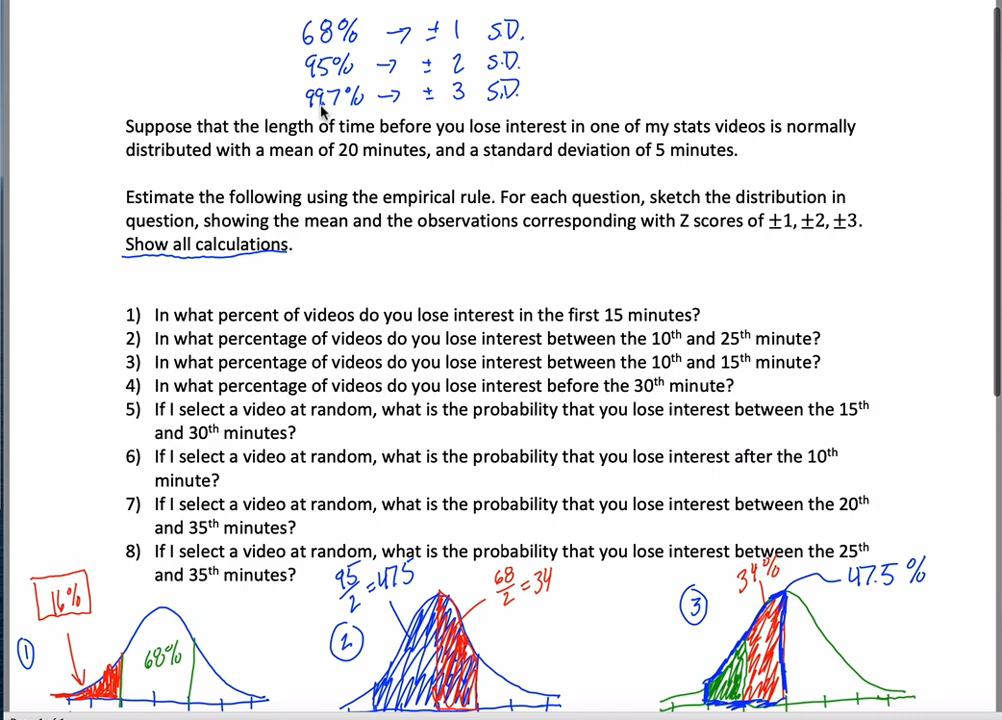 68% → ± 1 S.D.
95% → ± 2 S.D.
99.7% → ± 3 S.D.
Suppose that the length of time before you lose interest in one of my stats videos is normally
distributed with a mean of 20 minutes, and a standard deviation of 5 minutes.
Estimate the following using the empirical rule. For each question, sketch the distribution in
question, showing the mean and the observations corresponding with Z scores of ±1, ±2, ±3.
Show all calculations.
1) In what percent of videos do you lose interest in the first 15 minutes?
2) In what percentage of videos do you lose interest between the 10th and 25th minute?
3) In what percentage of videos do you lose interest between the 10th and 15th minute?
4) In what percentage of videos do you lose interest before the 30th minute?
5) If I select a video at random, what is the probability that you lose interest between the 15th
and 30th minutes?
6) If I select a video at random, what is the probability that you lose interest after the 10th
minute?
7) If I select a video at random, what is the probability that you lose interest between the 20th
and 35th minutes?
8) If I select a video at random, what is the probability that you lose interest between the 25th
and 35th minutes?
16%
1
68%
95/2 = 47.5
68/2 = 34
2
3
34%
47.5%